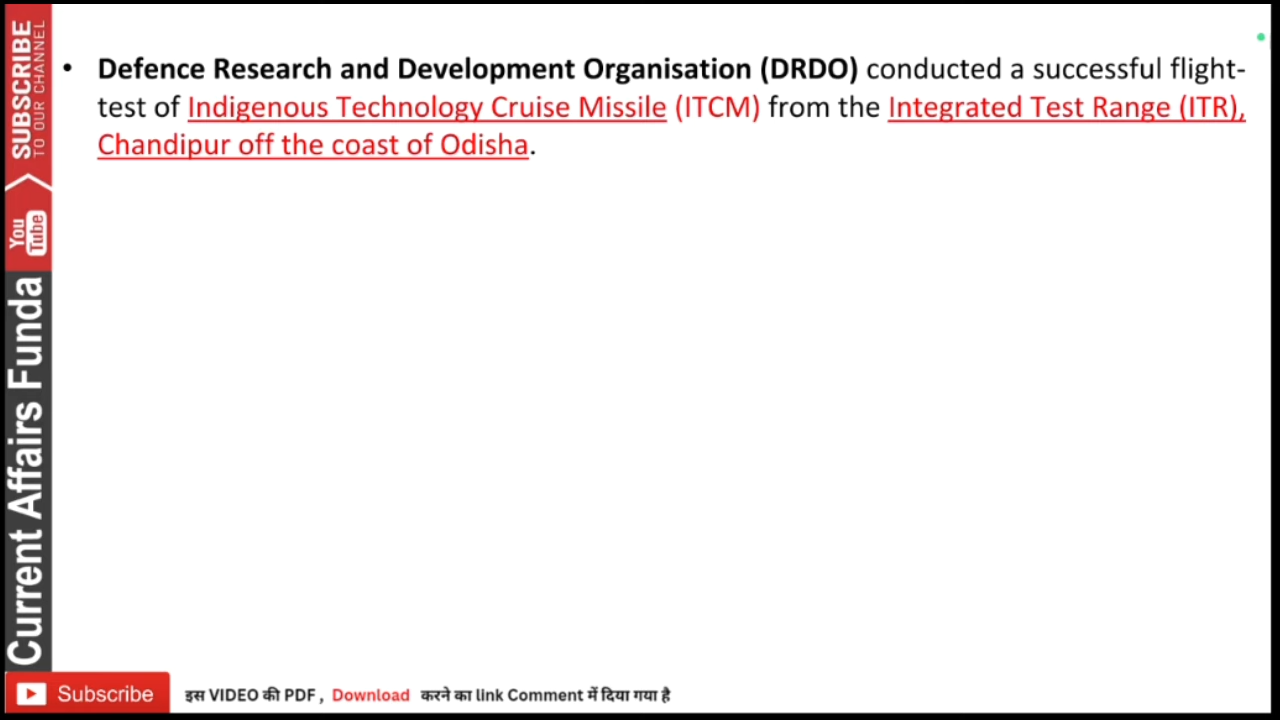 • Defence Research and Development Organisation (DRDO) conducted a successful flight-
test of Indigenous Technology Cruise Missile (ITCM) from the Integrated Test Range (ITR),
Chandipur off the coast of Odisha.
SUBSCRIBE
TO OUR CHANNEL
You
Tube
Current Affairs Funda
Subscribe
इस VIDEO की PDF , Download करने का link Comment में दिया गया है